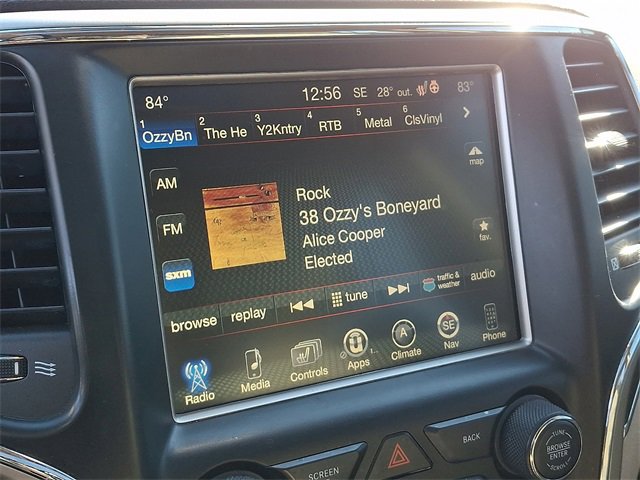 84° 12:56 SE 28° out. 83°
1 OzzyBn 2 The He 3 Y2Kntry 4 RTB 5 Metal 6 ClsVinyl
map
AM
Rock
38 Ozzy's Boneyard
FM
Alice Cooper
fav.
Elected
sxm
browse replay tune traffic & weather audio
Radio Media Controls Apps Climate Nav Phone
A
SE
SCREEN
BACK
TUNE
BROWSE
ENTER
SCROLL